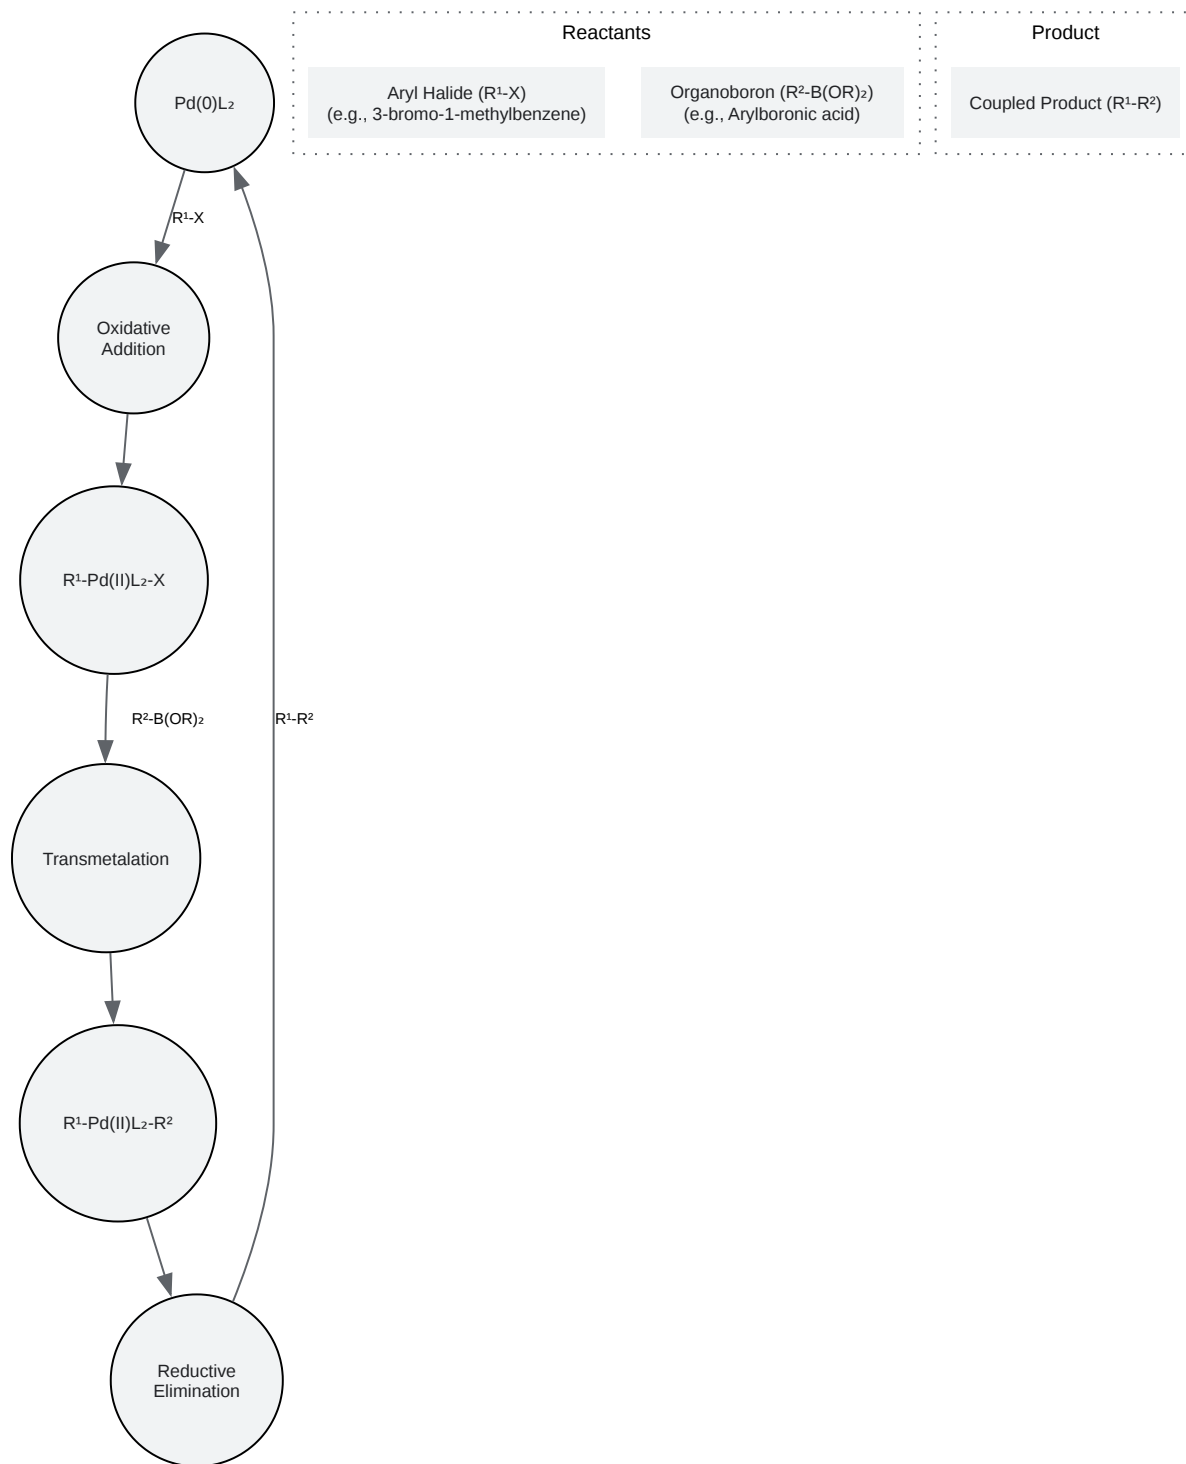 Reactants
Product
Pd(0)L₂
Aryl Halide (R¹-X)
(e.g., 3-bromo-1-methylbenzene)
Organoboron (R²-B(OR)₂)
(e.g., Arylboronic acid)
Coupled Product (R¹-R²)
R¹-X
Oxidative
Addition
R¹-Pd(II)L₂-X
R²-B(OR)₂
R¹-R²
Transmetalation
R¹-Pd(II)L₂-R²
Reductive
Elimination